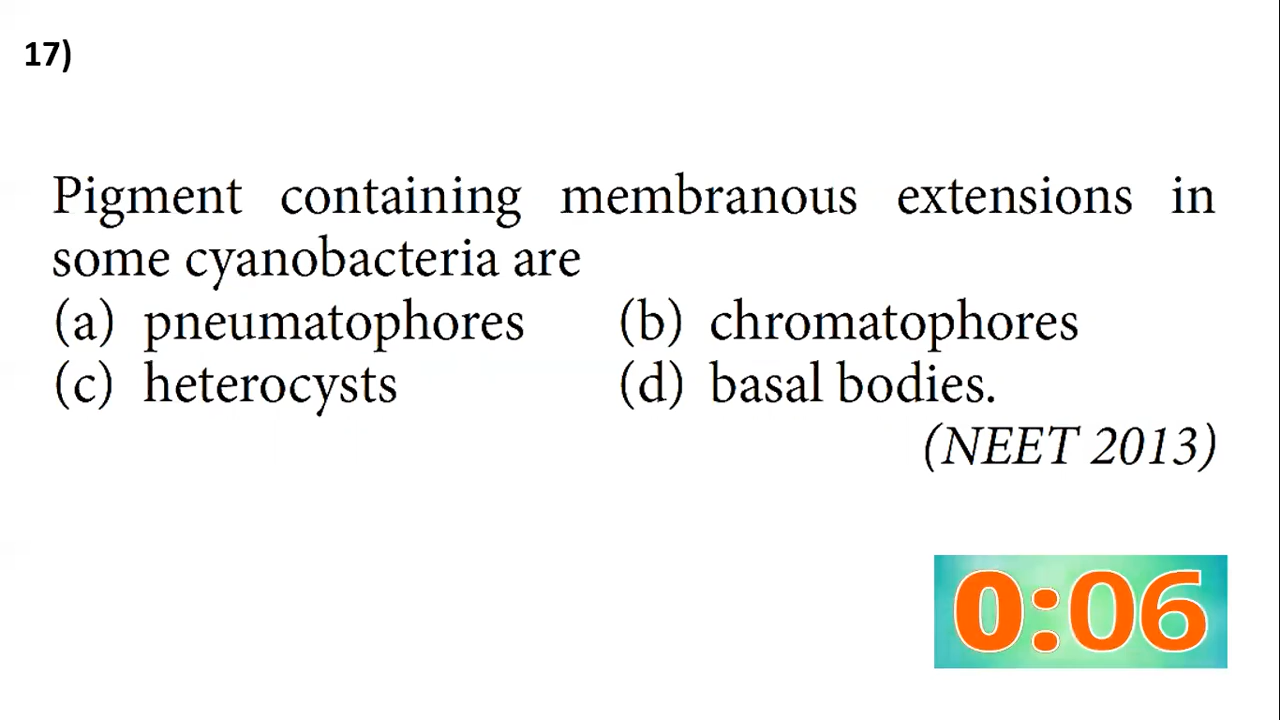 17)
Pigment containing membranous extensions in
some cyanobacteria are
(a) pneumatophores (b) chromatophores
(c) heterocysts (d) basal bodies.
(NEET 2013)
0:06